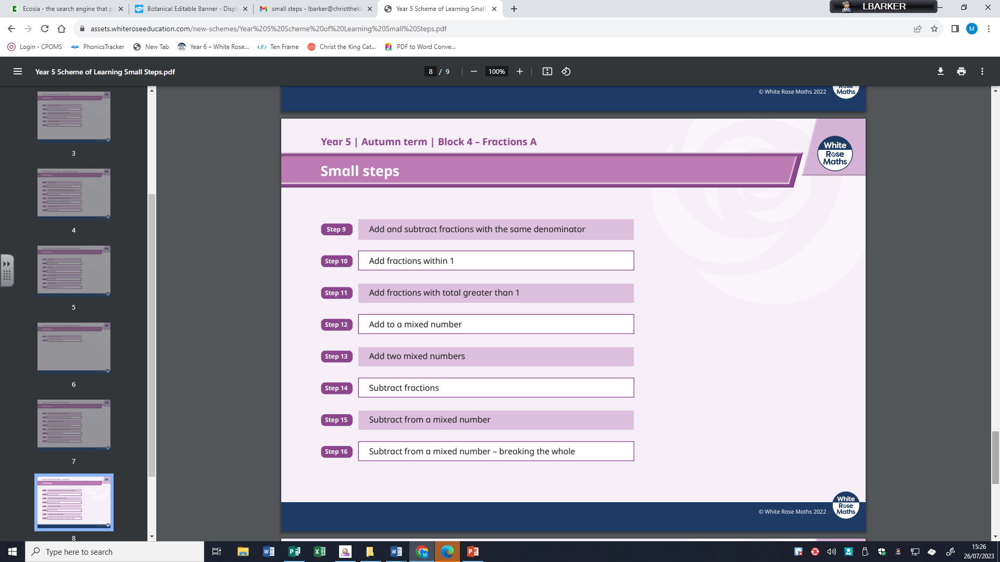 Ecosia - the search engine that p
Botanical Editable Banner - Displ
small steps - lbarker@christtheki
Year 5 Scheme of Learning Small
LBARKER
assets.whiteroseeducation.com/new-schemes/Year%205%20Scheme%20of%20Learning%20Small%20Steps.pdf
M
Login - CPOMS
PhonicsTracker
New Tab
Year 6 – White Rose...
Ten Frame
Christ the King Cat...
PDF to Word Conve...
Year 5 Scheme of Learning Small Steps.pdf
8 / 9
100%
3
4
5
6
7
8
© White Rose Maths 2022
Rose
Maths
Year 5 | Autumn term | Block 4 – Fractions A
Small steps
White
Rose
Maths
Step 9 Add and subtract fractions with the same denominator
Step 10 Add fractions within 1
Step 11 Add fractions with total greater than 1
Step 12 Add to a mixed number
Step 13 Add two mixed numbers
Step 14 Subtract fractions
Step 15 Subtract from a mixed number
Step 16 Subtract from a mixed number – breaking the whole
© White Rose Maths 2022
White
Rose
Maths
Type here to search
15:26
26/07/2023